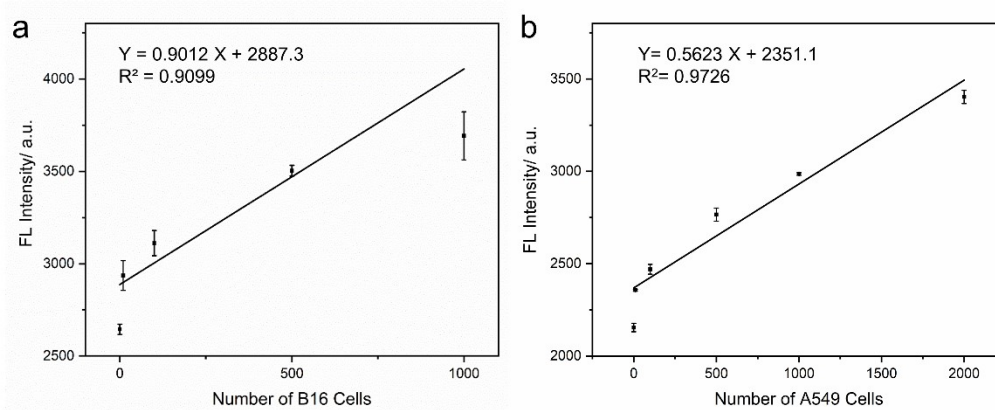 a
Y = 0.9012 X + 2887.3
R² = 0.9099
4000
3500
3000
2500
FL Intensity/ a.u.
0
500
1000
Number of B16 Cells
b
Y= 0.5623 X + 2351.1
R²= 0.9726
3500
3000
2500
2000
FL Intensity/ a.u.
0
500
1000
1500
2000
Number of A549 Cells